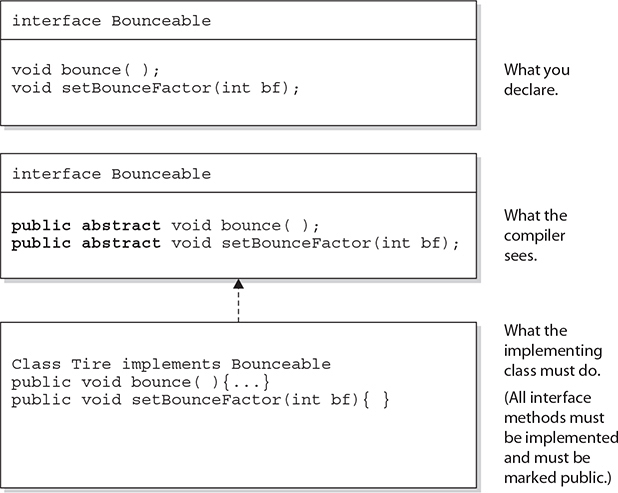 interface Bounceable
void bounce( );
void setBounceFactor(int bf);
What you
declare.
interface Bounceable
public abstract void bounce( );
public abstract void setBounceFactor(int bf);
What the
compiler
sees.
Class Tire implements Bounceable
public void bounce( ){...}
public void setBounceFactor(int bf){ }
What the
implementing
class must do.
(All interface
methods must
be implemented
and must be
marked public.)